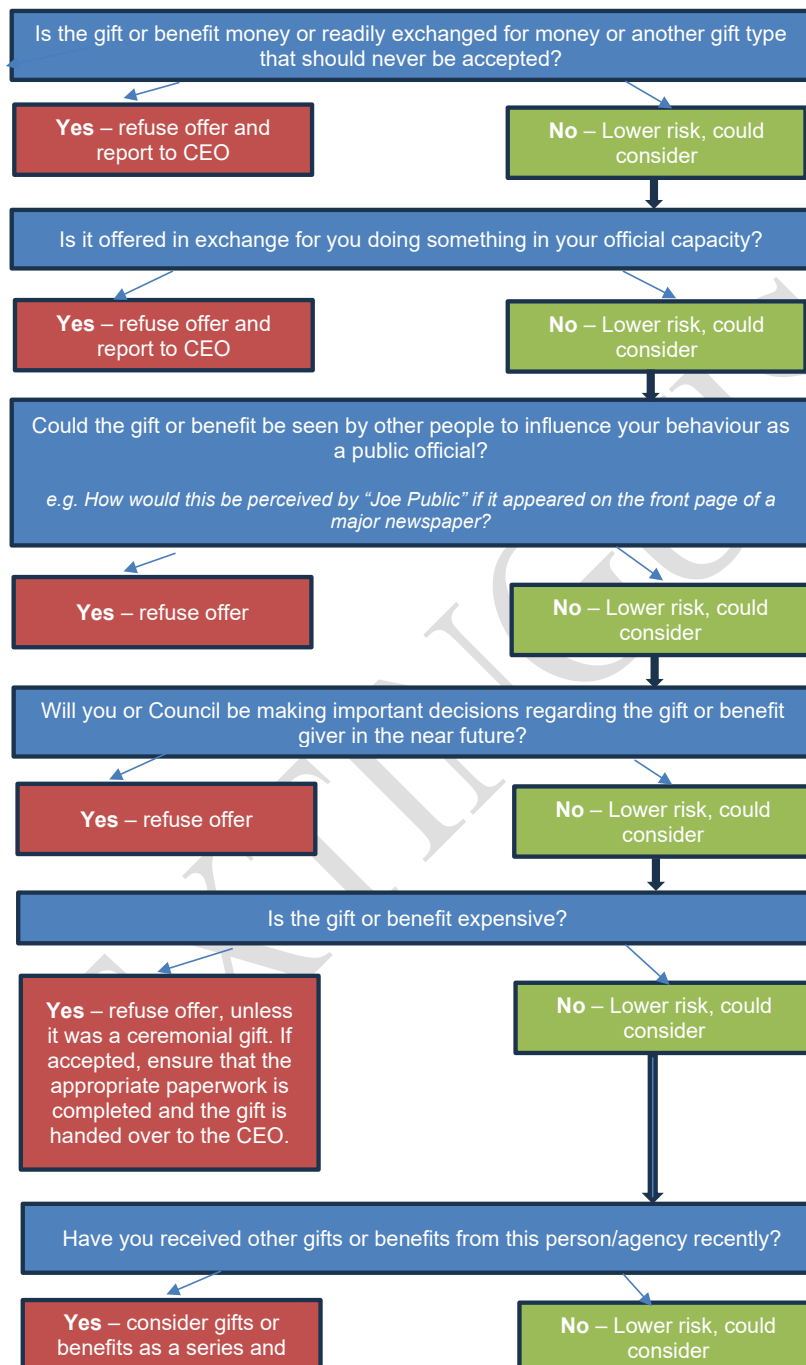 Is the gift or benefit money or readily exchanged for money or another gift type
that should never be accepted?
Yes – refuse offer and
report to CEO
No – Lower risk, could
consider
Is it offered in exchange for you doing something in your official capacity?
Yes – refuse offer and
report to CEO
No – Lower risk, could
consider
Could the gift or benefit be seen by other people to influence your behaviour as
a public official?
e.g. How would this be perceived by “Joe Public” if it appeared on the front page of a
major newspaper?
Yes – refuse offer
No – Lower risk, could
consider
Will you or Council be making important decisions regarding the gift or benefit
giver in the near future?
Yes – refuse offer
No – Lower risk, could
consider
Is the gift or benefit expensive?
Yes – refuse offer, unless
it was a ceremonial gift. If
accepted, ensure that the
appropriate paperwork is
completed and the gift is
handed over to the CEO.
No – Lower risk, could
consider
Have you received other gifts or benefits from this person/agency recently?
Yes – consider gifts or
benefits as a series and
No – Lower risk, could
consider